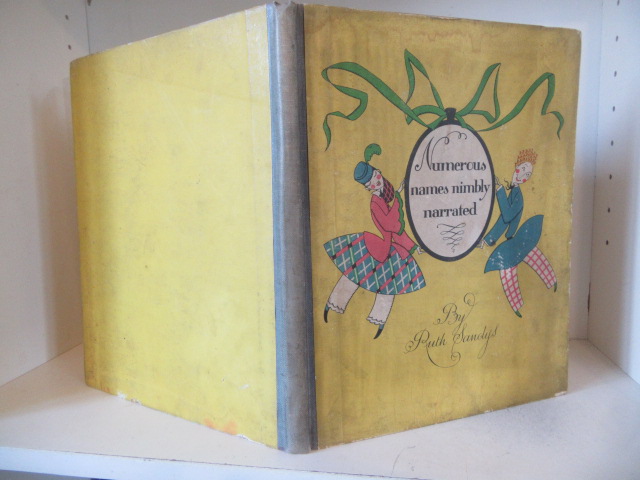 Numerous
names nimbly
narrated
By
Ruth Sandys